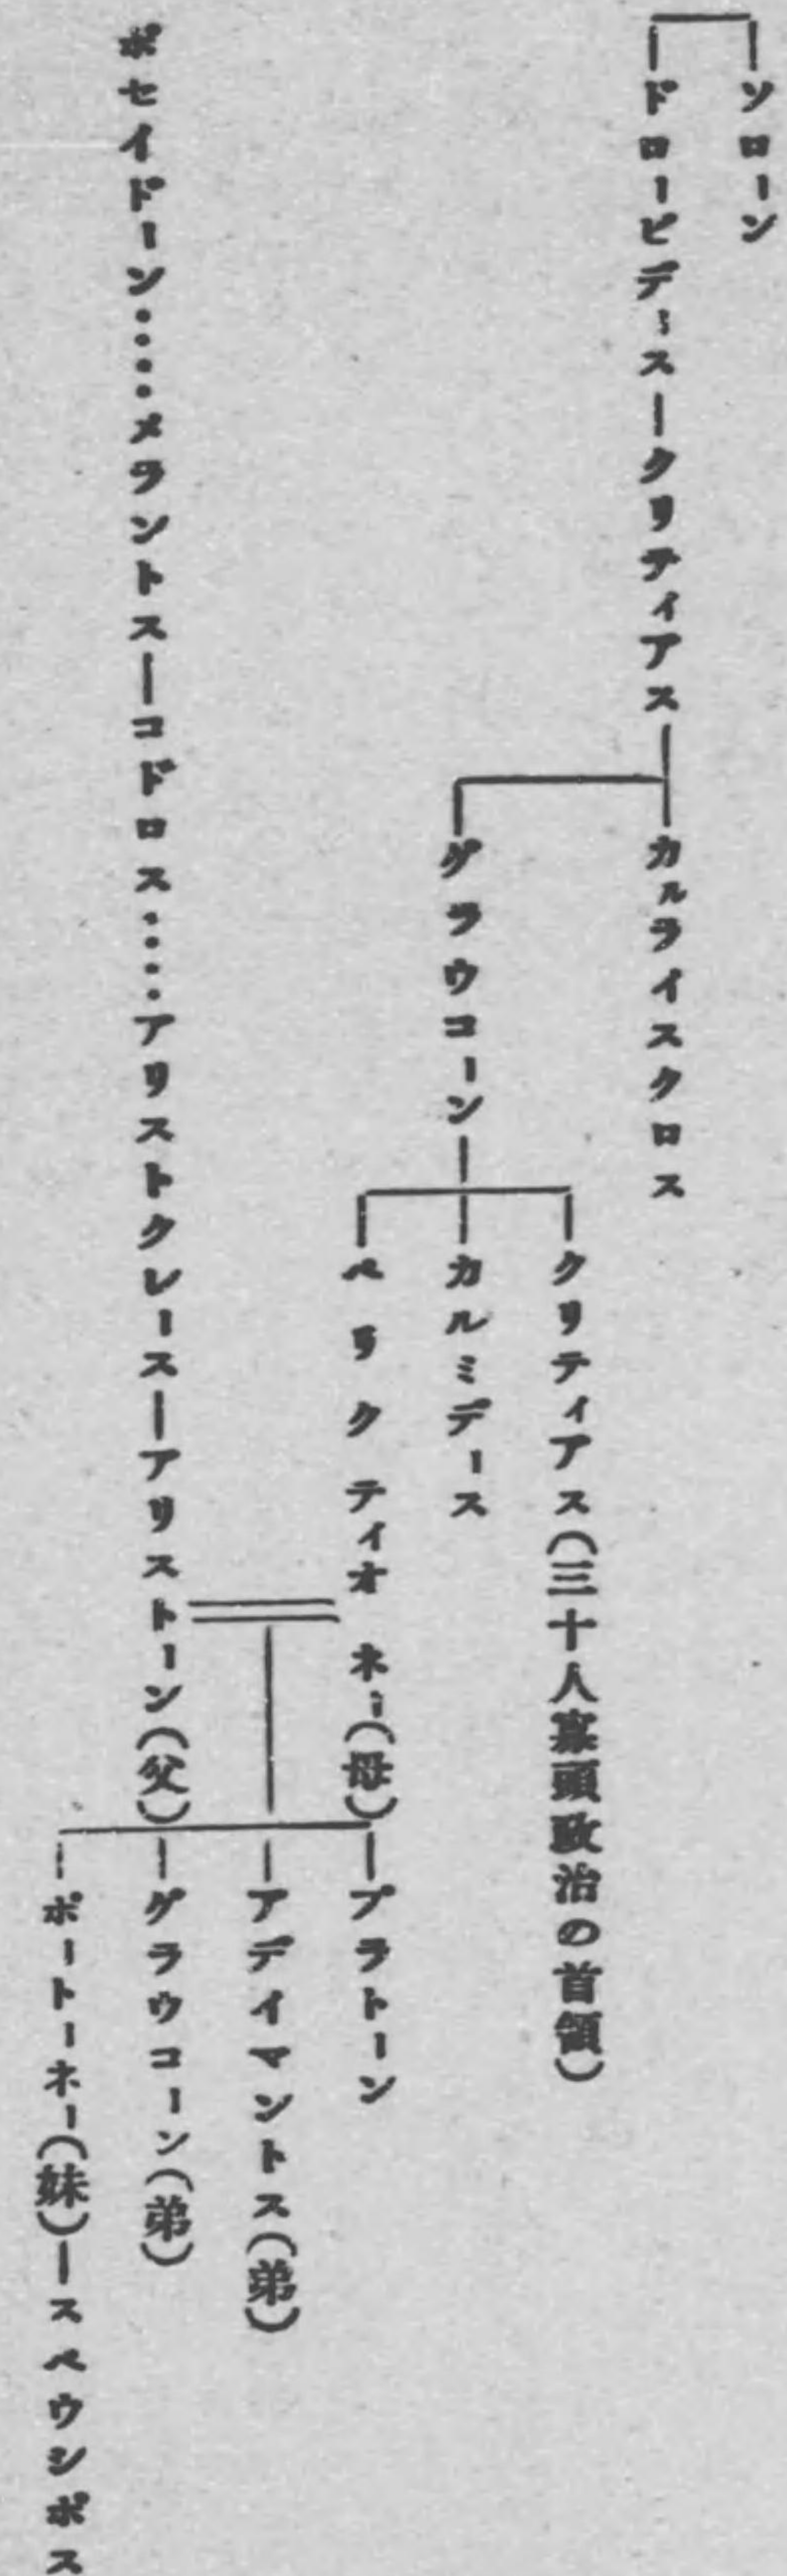 ソローン
ドローピデース―クリティアス
カルライスクロス
グラウコーン
クリティアス(三十人寡頭政治の首領)
カルミデース
ペリクティオネー(母)
ポセイドーン‥‥メラントス―コドロス‥‥アリストクレース―アリストーン(父)
プラトーン
アデイマントス(弟)
グラウコーン(弟)
ポートーネー(妹)―スペウシポス